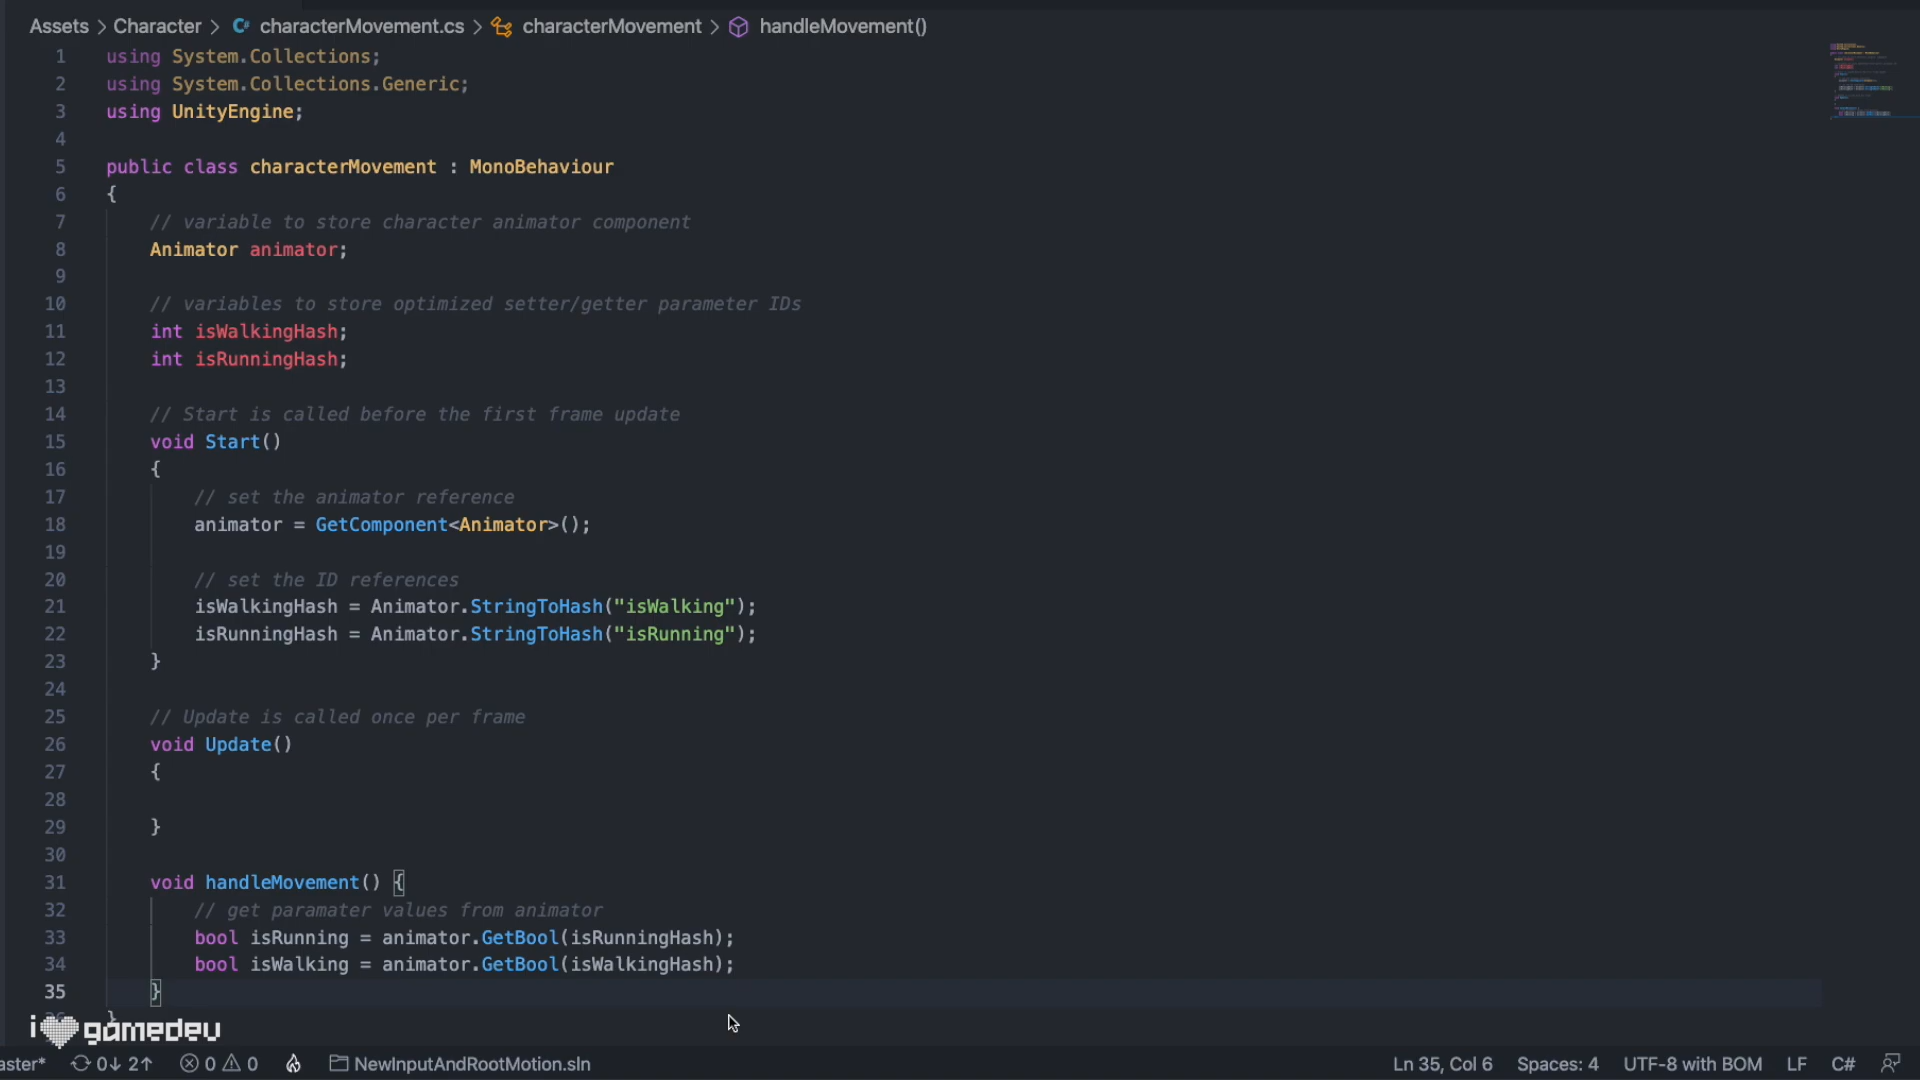 Assets > Character > characterMovement.cs > characterMovement > handleMovement()
1 using System.Collections;
2 using System.Collections.Generic;
3 using UnityEngine;
4
5 public class characterMovement : MonoBehaviour
6 {
7 // variable to store character animator component
8 Animator animator;
9
10 // variables to store optimized setter/getter parameter IDs
11 int isWalkingHash;
12 int isRunningHash;
13
14 // Start is called before the first frame update
15 void Start()
16 {
17 // set the animator reference
18 animator = GetComponent<Animator>();
19
20 // set the ID references
21 isWalkingHash = Animator.StringToHash("isWalking");
22 isRunningHash = Animator.StringToHash("isRunning");
23 }
24
25 // Update is called once per frame
26 void Update()
27 {
28
29 }
30
31 void handleMovement() {
32 // get paramater values from animator
33 bool isRunning = animator.GetBool(isRunningHash);
34 bool isWalking = animator.GetBool(isWalkingHash);
35 }
}
i gamedev
aster* 0↓ 2↑ 0 0 NewInputAndRootMotion.sln Ln 35, Col 6 Spaces: 4 UTF-8 with BOM LF C#